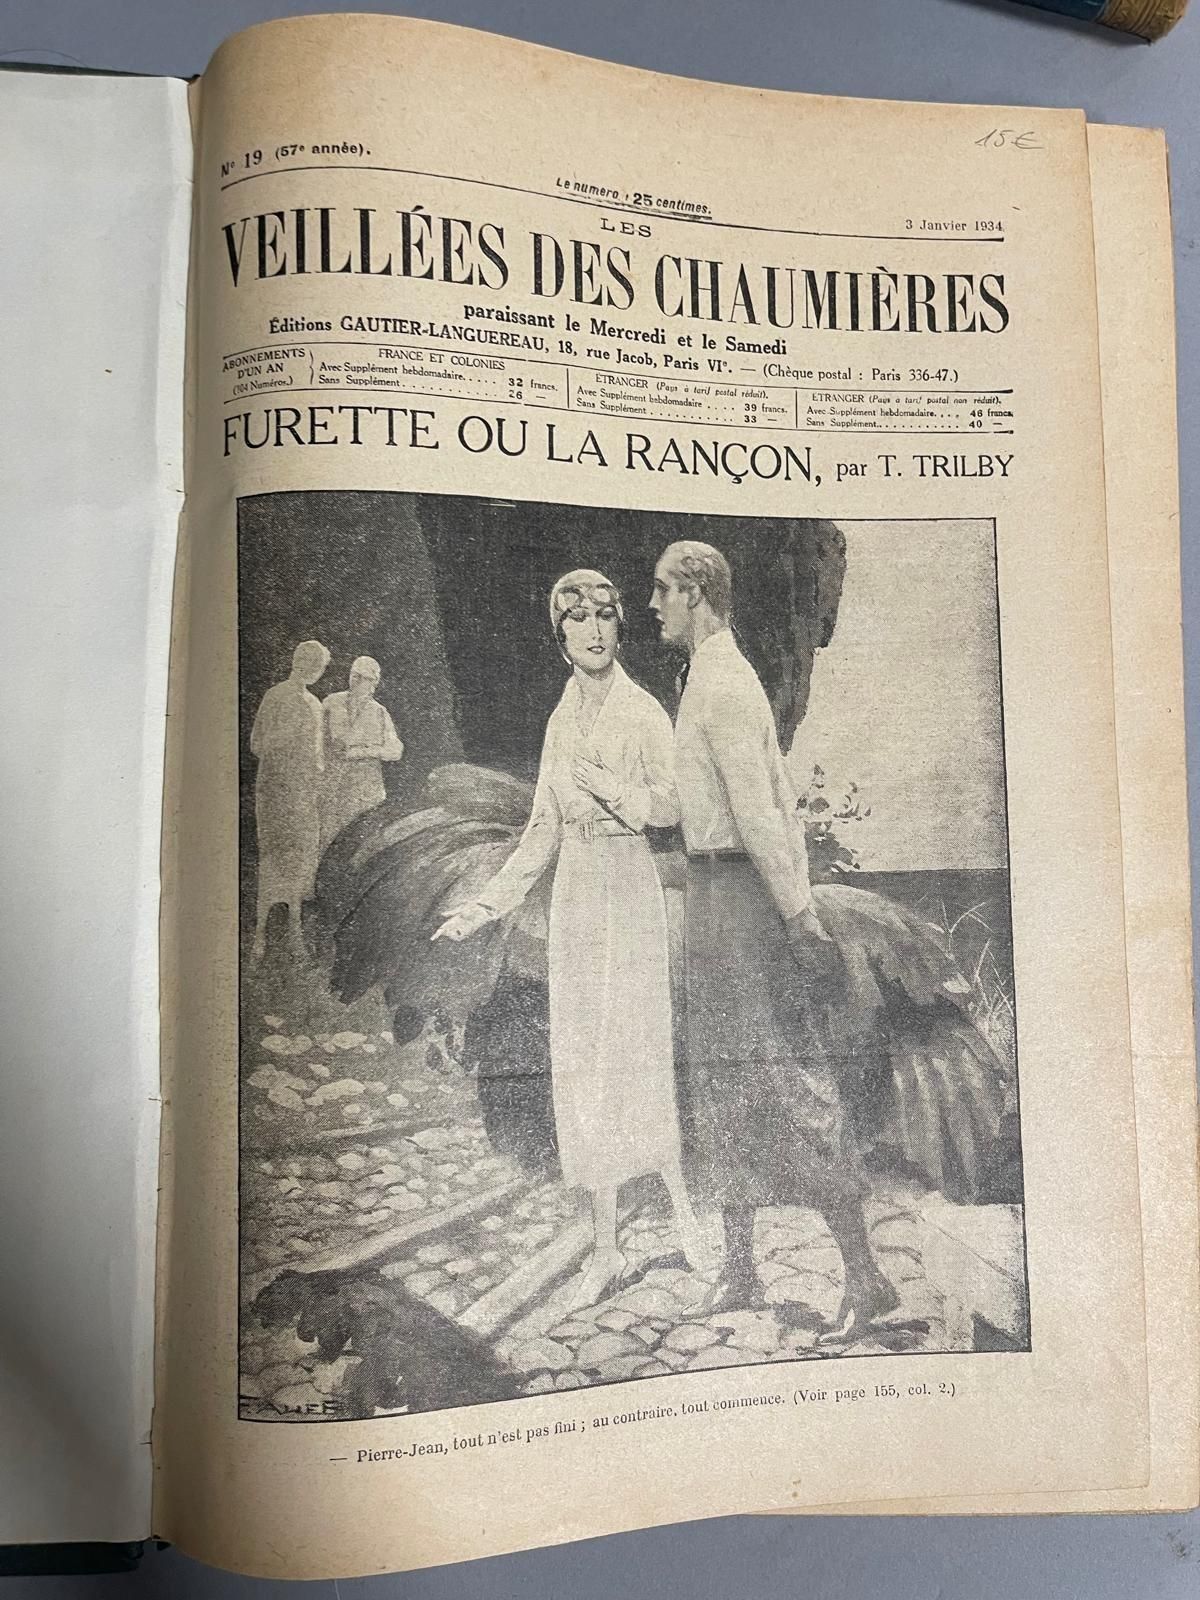 15€
Nº 19 (57e année).
Le numero : 25 centimes.
3 Janvier 1934
LES
VEILLÉES DES CHAUMIÈRES
paraissant le Mercredi et le Samedi
Éditions GAUTIER-LANGUEREAU, 18, rue Jacob, Paris VIe. — (Chèque postal : Paris 336-47.)
ABONNEMENTS
D'UN AN
(104 Numéros.)
FRANCE ET COLONIES
Avec Supplément hebdomadaire..... 32 francs.
Sans Supplément........... 26 —
ÉTRANGER (Pays à tarif postal réduit).
Avec Supplément hebdomadaire.... 39 francs.
Sans Supplément........... 33 —
ÉTRANGER (Pays à tarif postal non réduit).
Avec Supplément hebdomadaire.... 46 francs
Sans Supplément............ 40 —
FURETTE OU LA RANÇON, par T. TRILBY
— Pierre-Jean, tout n'est pas fini ; au contraire, tout commence. (Voir page 155, col. 2.)